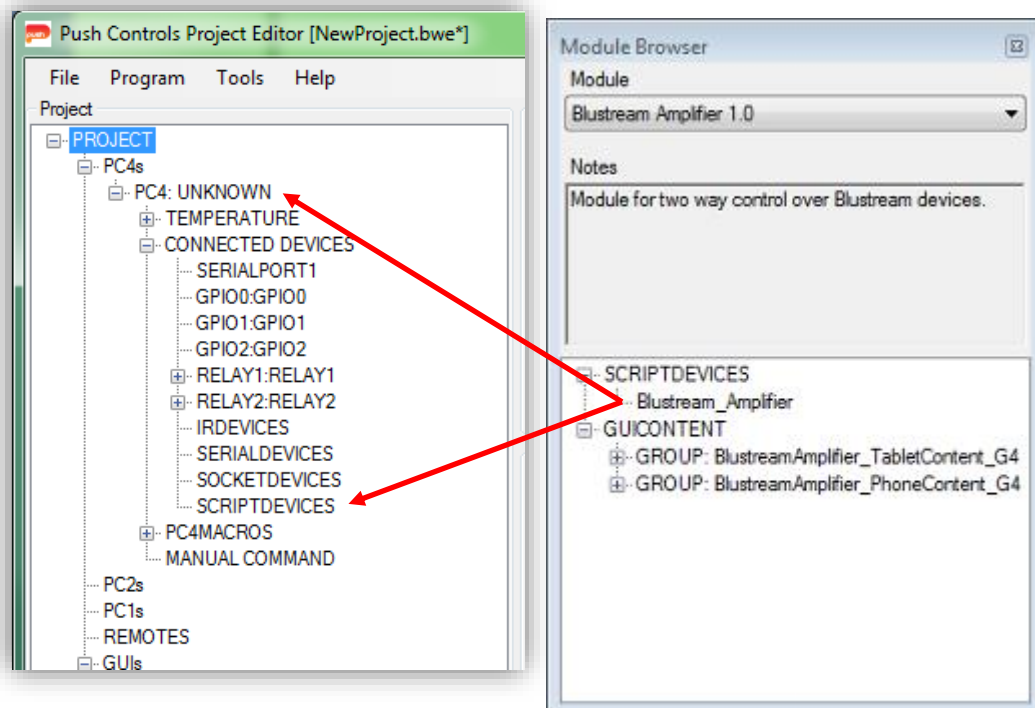 push
Push Controls Project Editor [NewProject.bwe*]
File Program Tools Help
Project
PROJECT
PC4s
PC4: UNKNOWN
TEMPERATURE
CONNECTED DEVICES
SERIALPORT1
GPIO0:GPIO0
GPIO1:GPIO1
GPIO2:GPIO2
RELAY1:RELAY1
RELAY2:RELAY2
IRDEVICES
SERIALDEVICES
SOCKETDEVICES
SCRIPTDEVICES
PC4MACROS
MANUAL COMMAND
PC2s
PC1s
REMOTES
GUIs
Module Browser
Module
Blustream Amplifier 1.0
Notes
Module for two way control over Blustream devices.
SCRIPTDEVICES
Blustream_Amplifier
GUICONTENT
GROUP: BlustreamAmplifier_TabletContent_G4
GROUP: BlustreamAmplifier_PhoneContent_G4